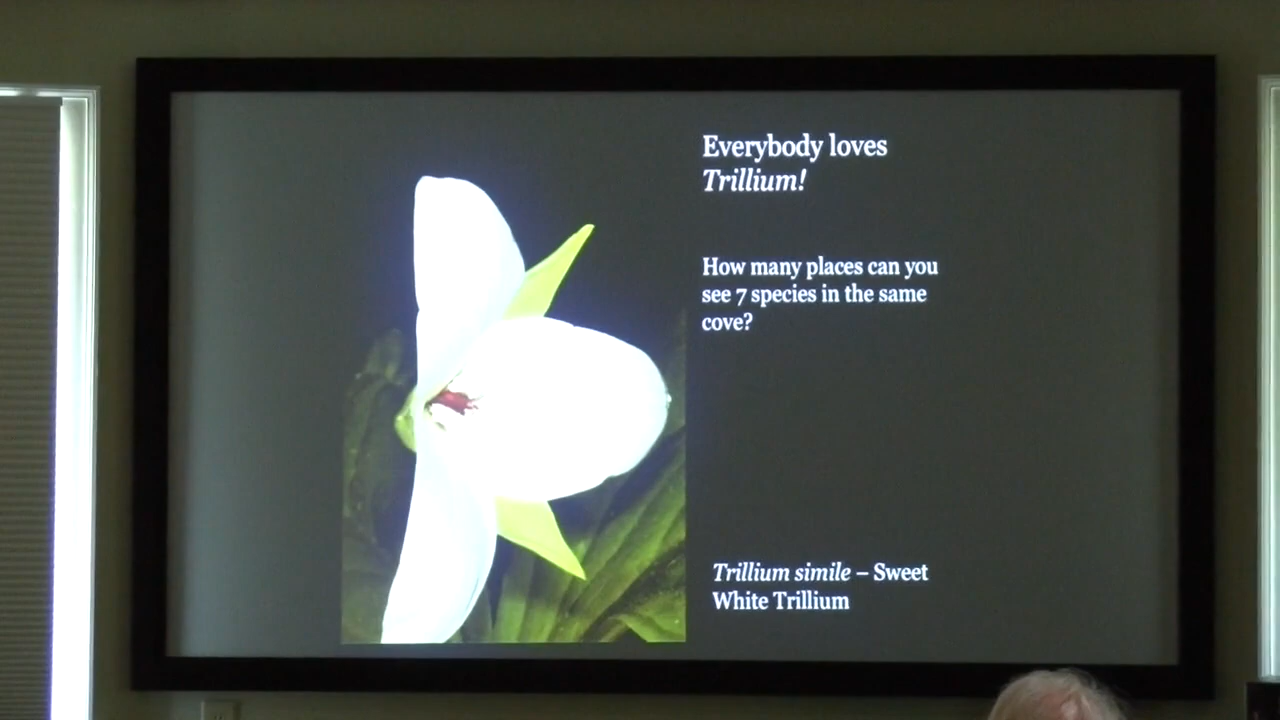 Everybody loves
Trillium!
How many places can you
see 7 species in the same
cove?
Trillium simile – Sweet
White Trillium